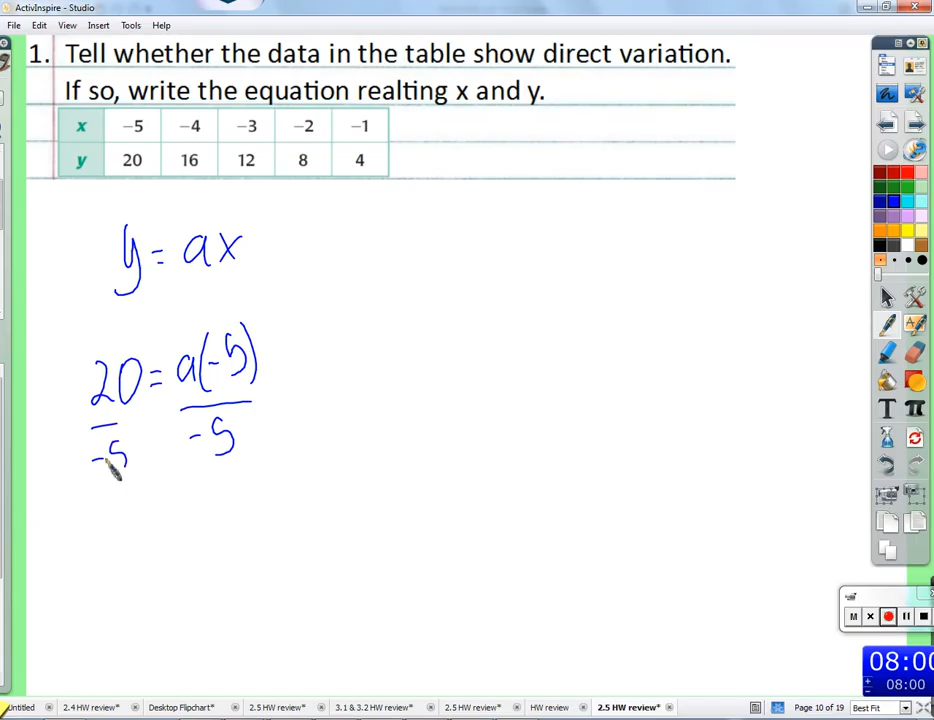 ActivInspire - Studio
File Edit View Insert Tools Help
1. Tell whether the data in the table show direct variation.
If so, write the equation realting x and y.
x −5 −4 −3 −2 −1
y 20 16 12 8 4
y = ax
20 = a(-5)
-5 -5
M
08:00
08:00
Untitled 2.4 HW review* Desktop Flipchart* 2.5 HW review* 3.1 & 3.2 HW review* 2.5 HW review* HW review 2.5 HW review* Page 10 of 19 Best Fit